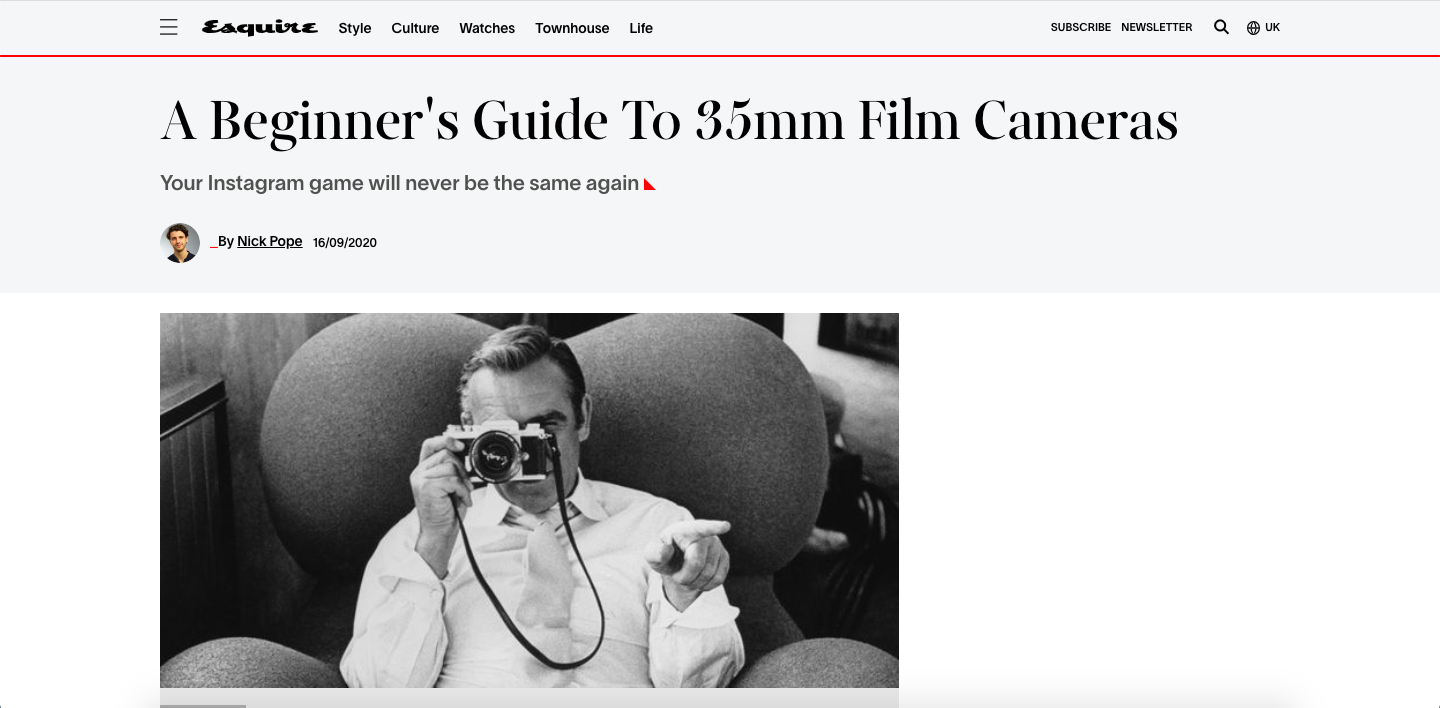 Esquire Style Culture Watches Townhouse Life SUBSCRIBE NEWSLETTER UK
A Beginner's Guide To 35mm Film Cameras
Your Instagram game will never be the same again
_By Nick Pope 16/09/2020